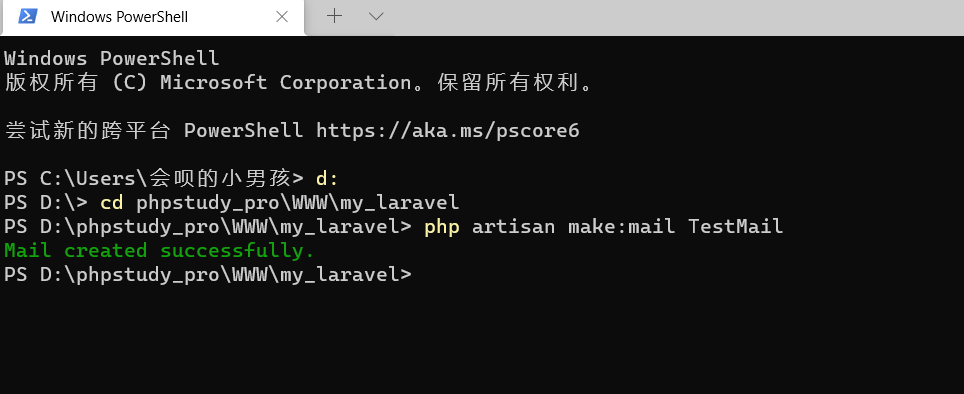 Windows PowerShell
Windows PowerShell
版权所有 (C) Microsoft Corporation。保留所有权利。
尝试新的跨平台 PowerShell https://aka.ms/pscore6
PS C:\Users\会呗的小男孩> d:
PS D:\> cd phpstudy_pro\WWW\my_laravel
PS D:\phpstudy_pro\WWW\my_laravel> php artisan make:mail TestMail
Mail created successfully.
PS D:\phpstudy_pro\WWW\my_laravel>